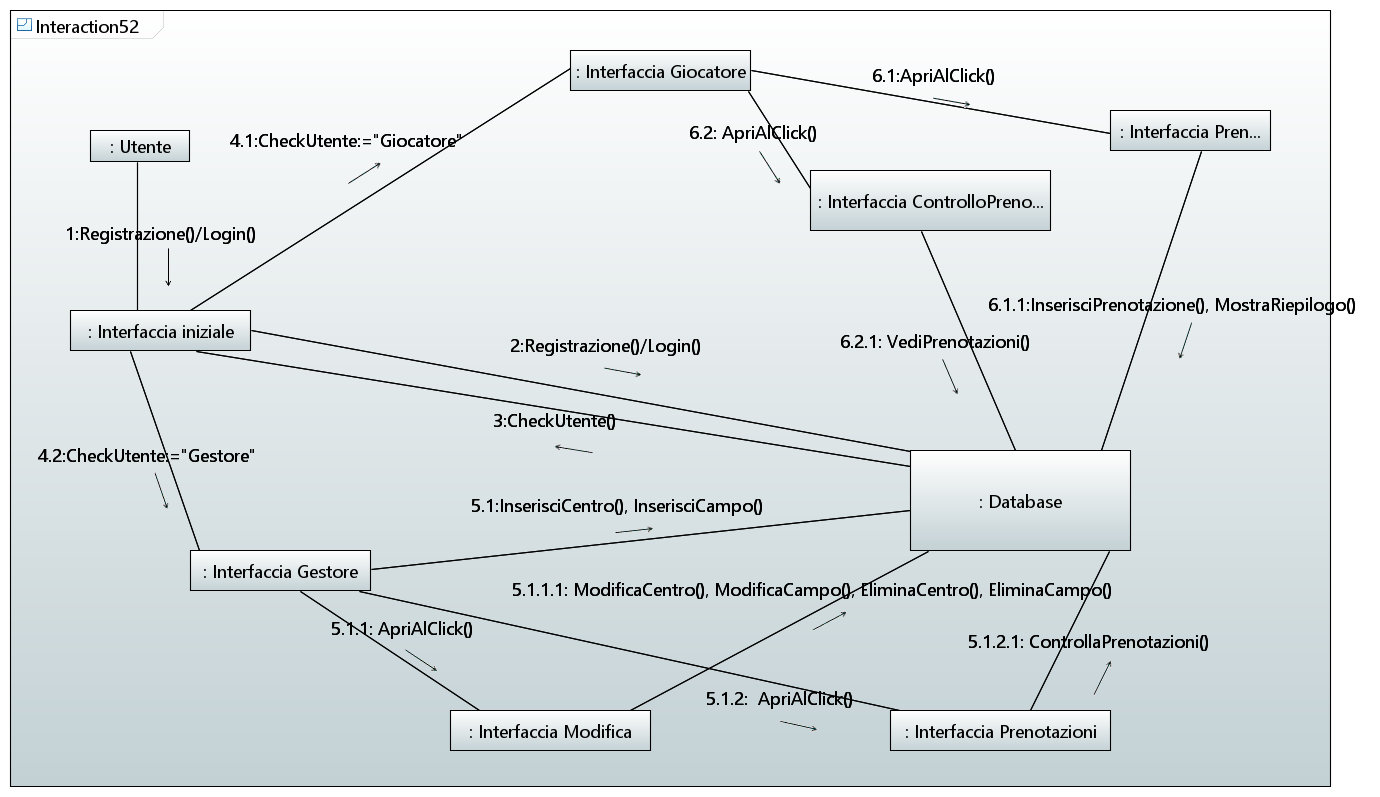 Interaction52
: Interfaccia Giocatore
6.1:ApriAlClick()
: Interfaccia Pren...
6.2: ApriAlClick()
4.1:CheckUtente:="Giocatore"
: Utente
: Interfaccia ControlloPreno...
1:Registrazione()/Login()
6.1.1:InserisciPrenotazione(), MostraRiepilogo()
: Interfaccia iniziale
2:Registrazione()/Login()
6.2.1: VediPrenotazioni()
3:CheckUtente()
4.2:CheckUtente:="Gestore"
: Database
5.1:InserisciCentro(), InserisciCampo()
: Interfaccia Gestore
5.1.1.1: ModificaCentro(), ModificaCampo(), EliminaCentro(), EliminaCampo()
5.1.1: ApriAlClick()
5.1.2.1: ControllaPrenotazioni()
5.1.2:  ApriAlClick()
: Interfaccia Modifica
: Interfaccia Prenotazioni